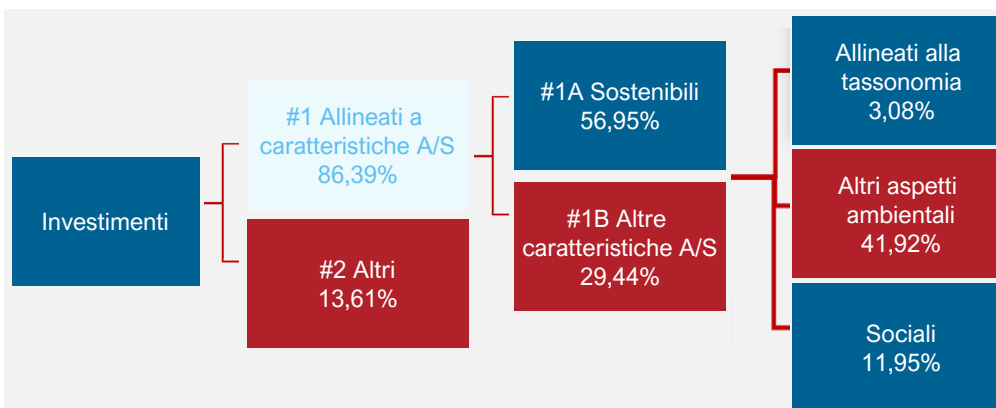 Investimenti
#1 Allineati a
caratteristiche A/S
86,39%
#2 Altri
13,61%
#1A Sostenibili
56,95%
#1B Altre
caratteristiche A/S
29,44%
Allineati alla
tassonomia
3,08%
Altri aspetti
ambientali
41,92%
Sociali
11,95%